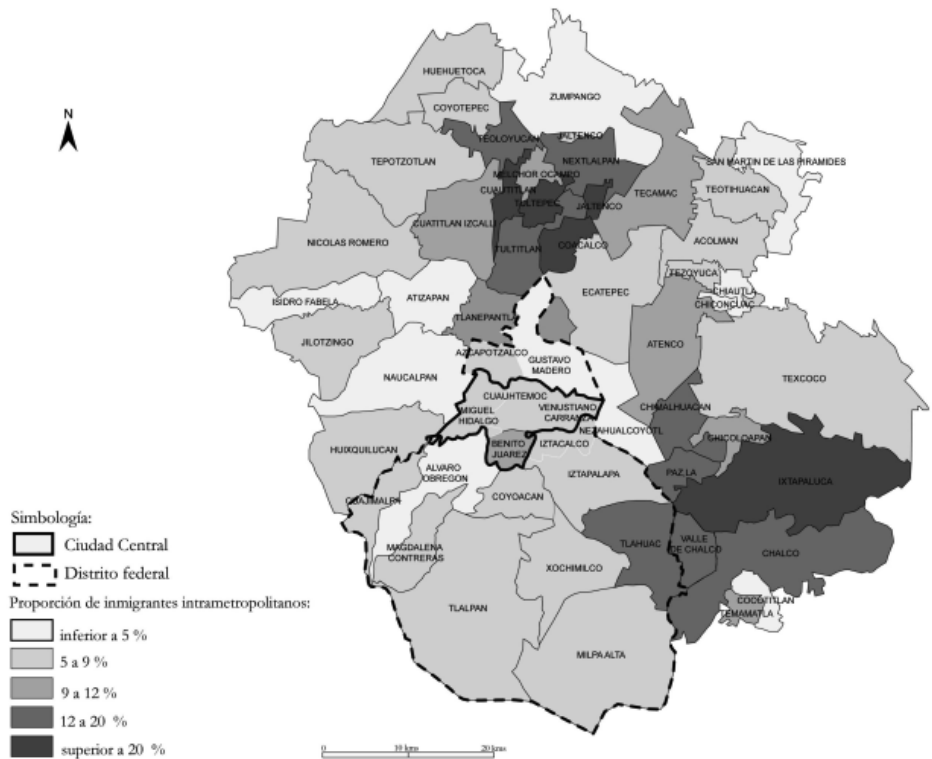 HUEHUETOCA
ZUMPANGO
COYOTEPEC
N
TEOLOYUCAN
JALTENCO
TEPOTZOTLAN
NEXTLALPAN
SAN MARTIN DE LAS PIRAMIDES
MELCHOR OCAMPO
CUAUTITLAN
TECAMAC
TEOTIHUACAN
TULTEPEC
JALTENCO
CUATITLAN IZCALLI
NICOLAS ROMERO
TULTITLAN
COACALCO
ACOLMAN
TEZOYUCA
ECATEPEC
CHIAUTLA
ISIDRO FABELA
ATIZAPAN
CHICONCUAC
TLANEPANTLA
JILOTZINGO
ATENCO
AZCAPOTZALCO
GUSTAVO
MADERO
NAUCALPAN
TEXCOCO
CUAUHTEMOC
MIGUEL
HIDALGO
VENUSTIANO
CARRANZA
CHIMALHUACAN
NEZAHUALCOYOTL
CHICOLOAPAN
HUIXQUILUCAN
BENITO
JUAREZ
IZTACALCO
ALVARO
OBREGON
IZTAPALAPA
PAZ LA
IXTAPALUCA
CUAJIMALPA
COYOACAN
Simbología:
Ciudad Central
Distrito federal
MAGDALENA
CONTRERAS
TLAHUAC
VALLE
DE CHALCO
CHALCO
XOCHIMILCO
COCOTITLAN
TEMAMATLA
TLALPAN
MILPA ALTA
Proporción de inmigrantes intrametropolitanos:
inferior a 5 %
5 a 9 %
9 a 12 %
12 a 20 %
superior a 20 %
0 10 kms 20 kms